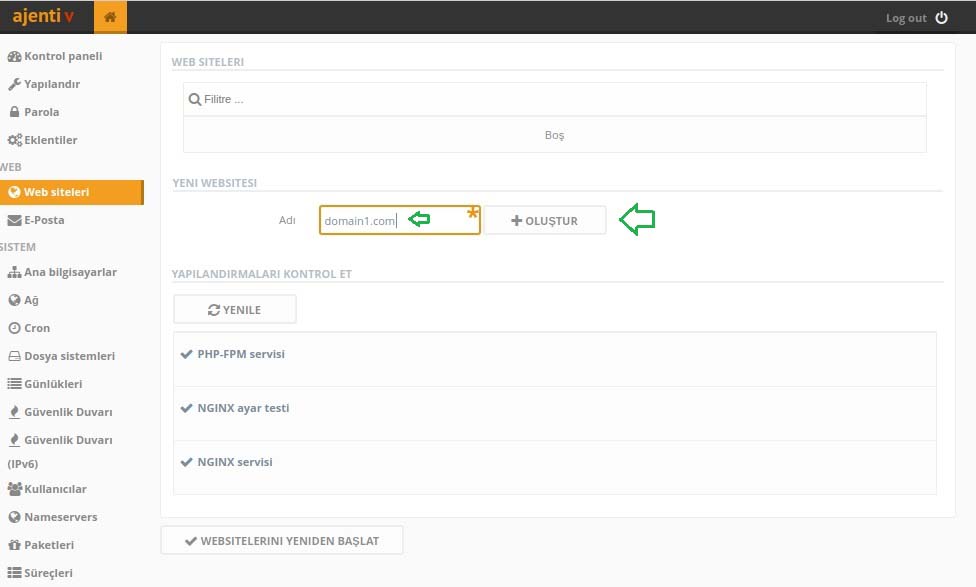 ajenti v
Log out
Kontrol paneli
Yapılandır
Parola
Eklentiler
WEB
Web siteleri
E-Posta
SISTEM
Ana bilgisayarlar
Ağ
Cron
Dosya sistemleri
Günlükleri
Güvenlik Duvarı
Güvenlik Duvarı
(IPv6)
Kullanıcılar
Nameservers
Paketleri
Süreçleri
WEB SITELERI
Filitre ...
Boş
YENI WEBSITESI
Adı
domain1.com
*
OLUŞTUR
YAPILANDIRMALARI KONTROL ET
YENILE
PHP-FPM servisi
NGINX ayar testi
NGINX servisi
WEBSITELERINI YENIDEN BAŞLAT